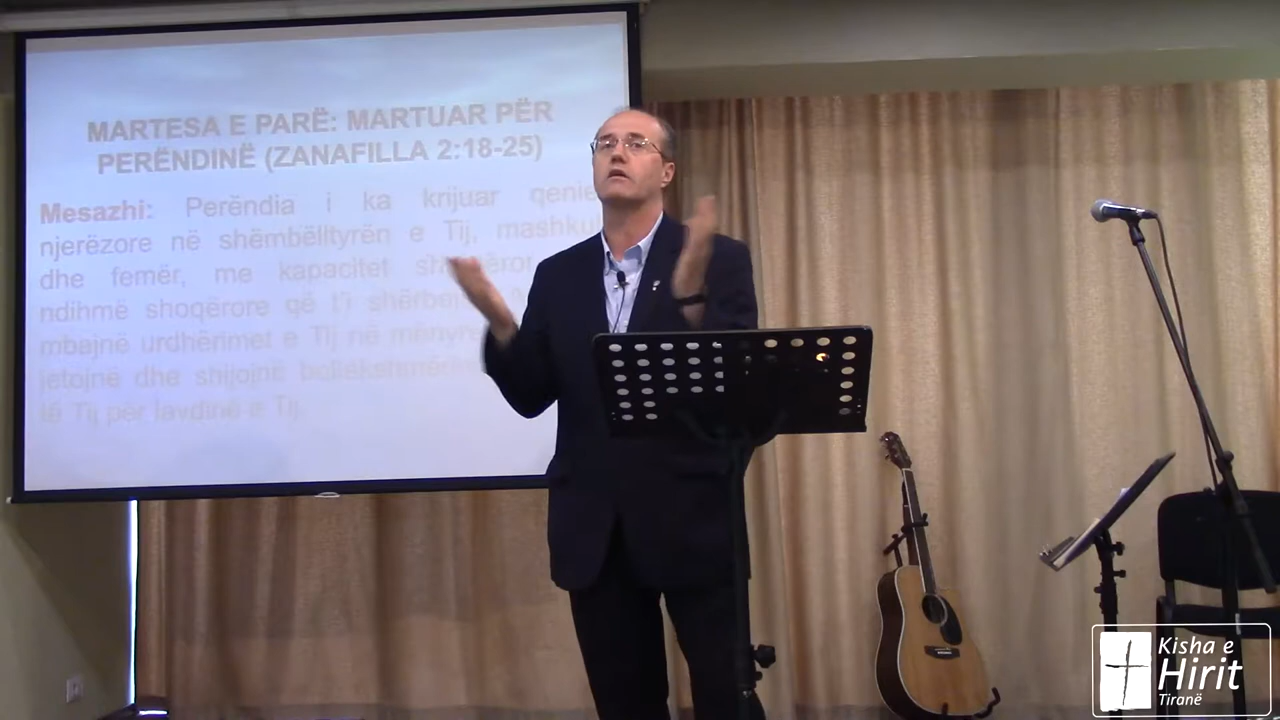 MARTESA E PARË: MARTUAR PËR
PERËNDINË (ZANAFILLA 2:18-25)
Mesazhi: Perëndia i ka krijuar qenie
njerëzore në shëmbëlltyrën e Tij, mashkul
dhe femër, me kapacitet
ndihmë shoqërore që t'i
mbajnë urdhërimet e Tij në
jetojnë dhe shijojnë
të Tij për lavdinë e Tij.
Kisha e
Hirit
Tiranë